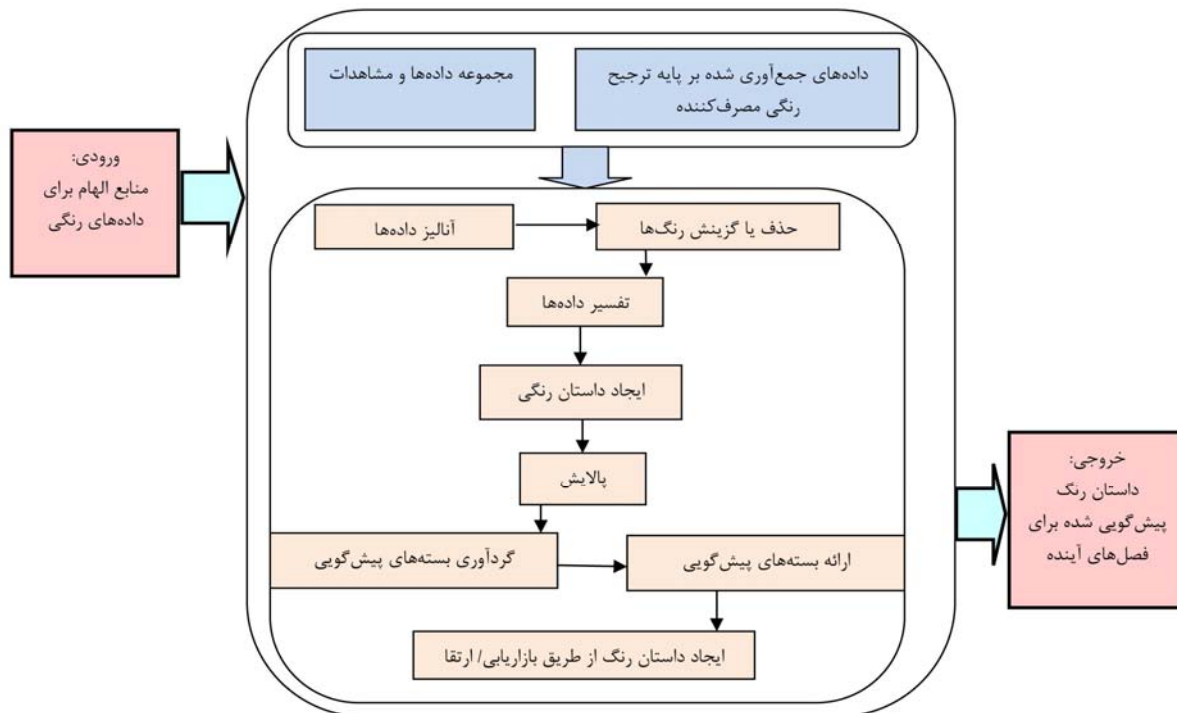 داده‌های جمع‌آوری شده بر پایه ترجیح
رنگی مصرف‌کننده
مجموعه داده‌ها و مشاهدات
ورودی:
منابع الهام برای
داده‌های رنگی
آنالیز داده‌ها
حذف یا گزینش رنگ‌ها
تفسیر داده‌ها
ایجاد داستان رنگی
پالایش
گردآوری بسته‌های پیش‌گویی
ارائه بسته‌های پیش‌گویی
ایجاد داستان رنگ از طریق بازاریابی/ ارتقا
خروجی:
داستان رنگ
پیش‌گویی شده برای
فصل‌های آینده